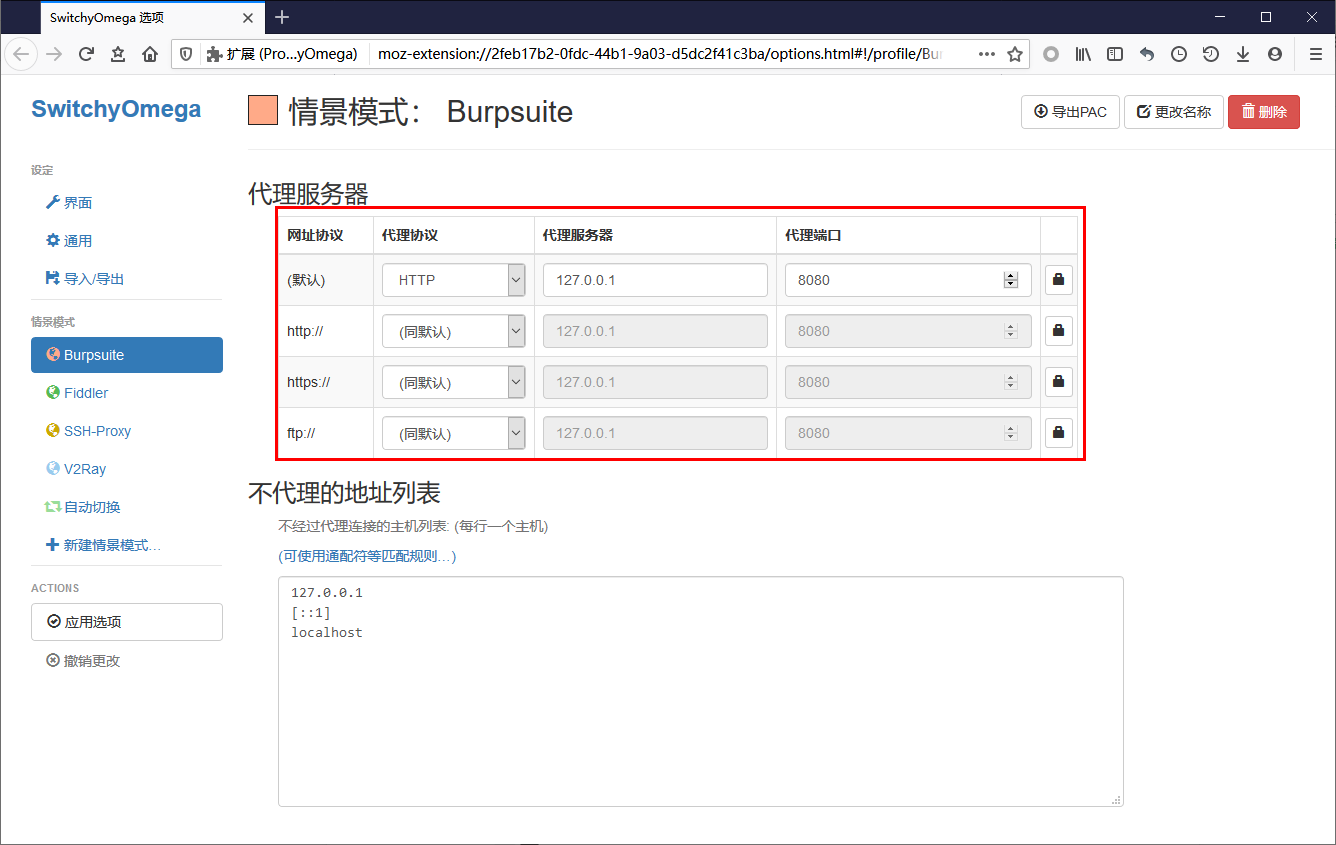 SwitchyOmega 选项
扩展 (Pro...yOmega) moz-extension://2feb17b2-0fdc-44b1-9a03-d5dc2f41c3ba/options.html#!/profile/Bur
SwitchyOmega
情景模式： Burpsuite
导出PAC 更改名称 删除
设定
界面
通用
导入/导出
情景模式
Burpsuite
Fiddler
SSH-Proxy
V2Ray
自动切换
新建情景模式...
ACTIONS
应用选项
撤销更改
代理服务器
网址协议 代理协议 代理服务器 代理端口
(默认) HTTP 127.0.0.1 8080
http:// (同默认) 127.0.0.1 8080
https:// (同默认) 127.0.0.1 8080
ftp:// (同默认) 127.0.0.1 8080
不代理的地址列表
不经过代理连接的主机列表: (每行一个主机)
(可使用通配符等匹配规则...)
127.0.0.1
[::1]
localhost